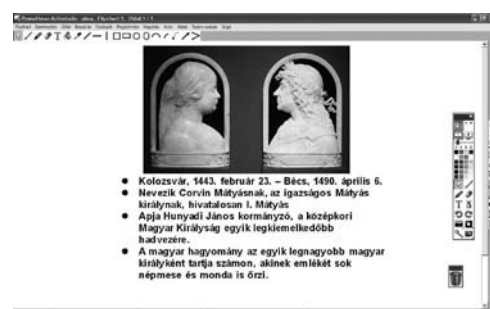 Kolozsvár, 1443. február 23. – Bécs, 1490. április 6.
Nevezik Corvin Mátyásnak, az igazságos Mátyás
királynak, hivatalosan I. Mátyás
Apja Hunyadi János kormányzó, a középkori
Magyar Királyság egyik legkiemelkedőbb
hadvezére.
A magyar hagyomány az egyik legnagyobb magyar
királyként tartja számon, akinek emlékét sok
népmese és monda is őrzi.